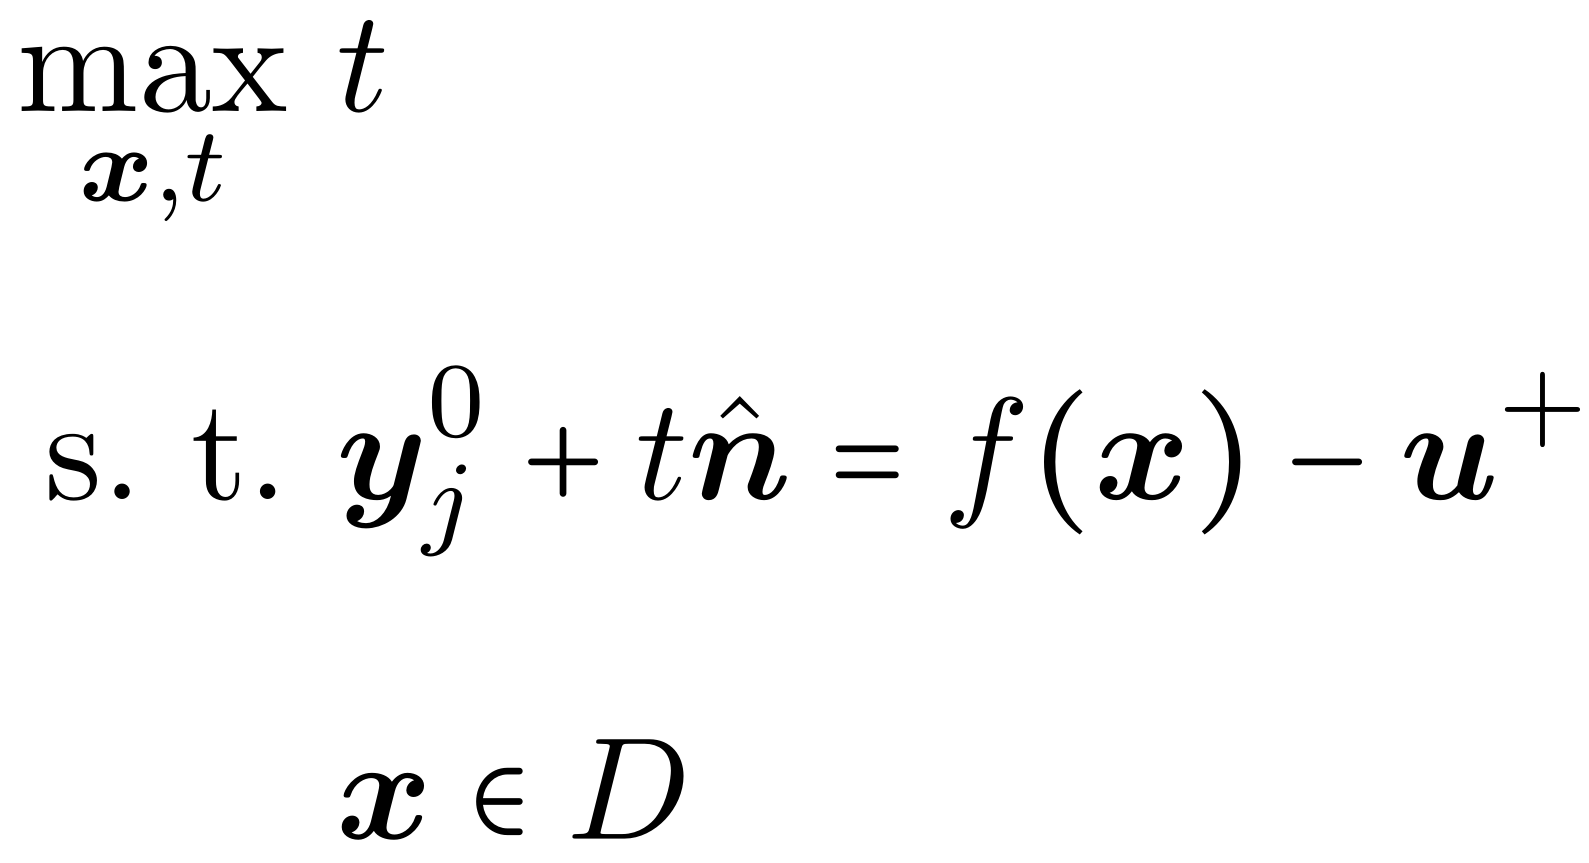 max t
x,t
s. t. y_j^0 + tn̂ = f(x) − u^+
x ∈ D